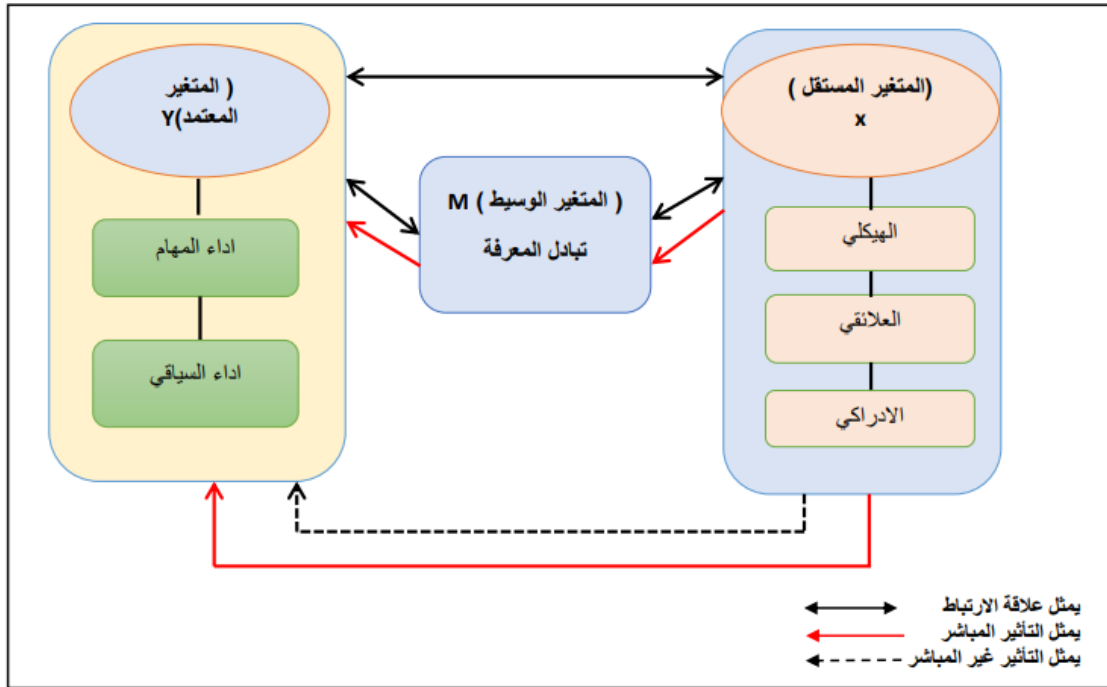 (المتغير المستقل )
x
الهيكلي
العلائقي
الادراكي
( المتغير الوسيط ) M
تبادل المعرفة
( المتغير
المعتمد)Y
اداء المهام
اداء السياقي
يمثل علاقة الارتباط
يمثل التأثير المباشر
يمثل التأثير غير المباشر